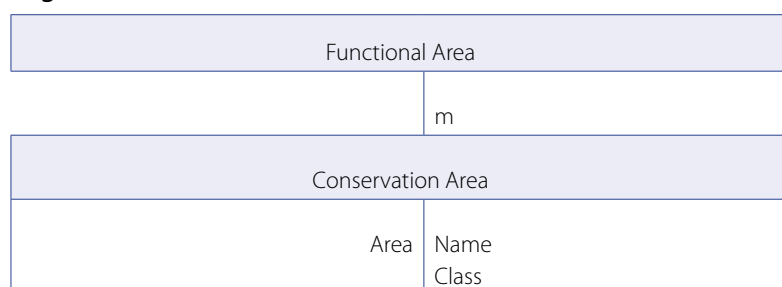 Functional Area
m
Conservation Area
Area Name
Class